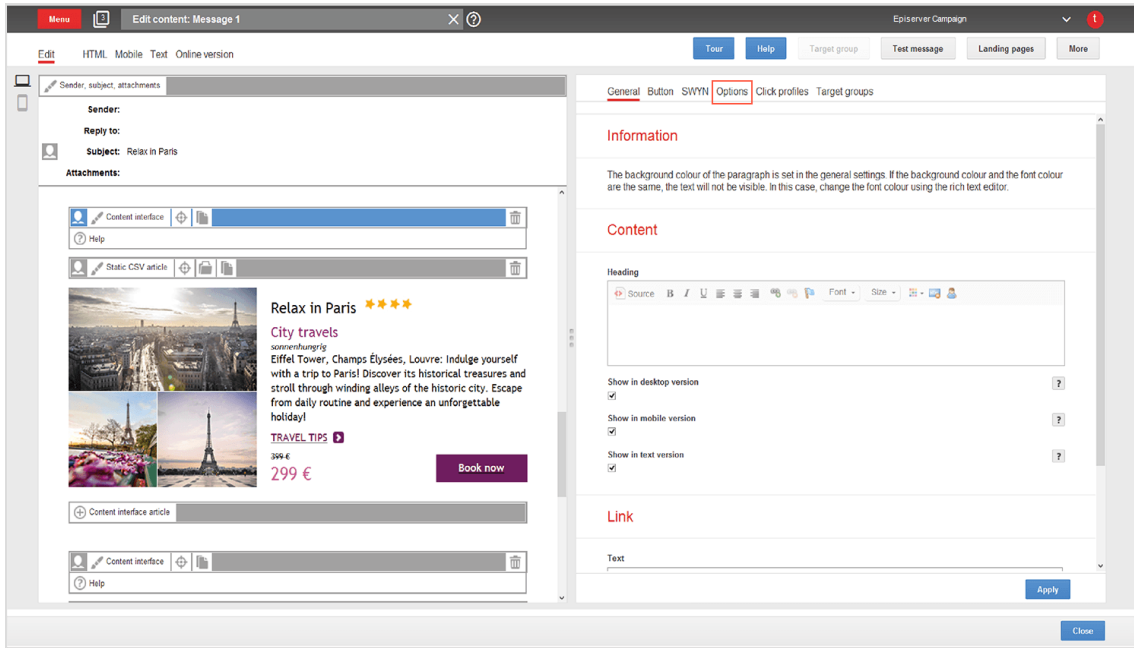 Menu 3 Edit content: Message 1 Episerver Campaign t
Edit HTML Mobile Text Online version Tour Help Target group Test message Landing pages More
Sender, subject, attachments
Sender:
Reply to:
Subject: Relax in Paris
Attachments:
Content interface
? Help
Static CSV article
Relax in Paris
City travels
sonnenhungrig
Eiffel Tower, Champs Élysées, Louvre: Indulge yourself
with a trip to Paris! Discover its historical treasures and
stroll through winding alleys of the historic city. Escape
from daily routine and experience an unforgettable
holiday!
TRAVEL TIPS
399 €
299 €
Book now
Content interface article
Content interface
? Help
General Button SWYN Options Click profiles Target groups
Information
The background colour of the paragraph is set in the general settings. If the background colour and the font colour
are the same, the text will not be visible. In this case, change the font colour using the rich text editor.
Content
Heading
Source B I U Font Size
Show in desktop version ?
Show in mobile version ?
Show in text version ?
Link
Text
Apply
Close